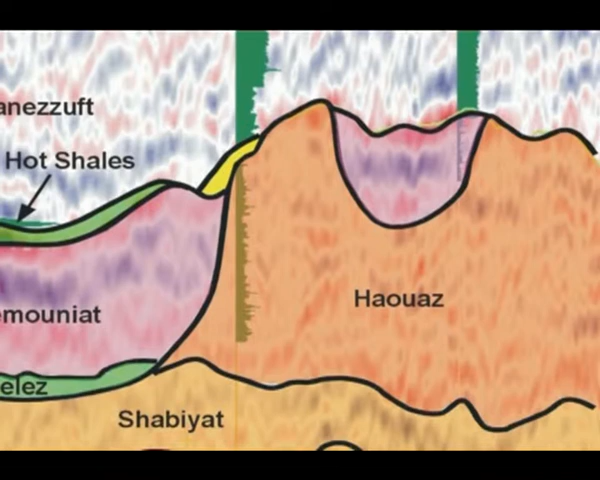 anezzuft
Hot Shales
emouniat
Haouaz
elez
Shabiyat